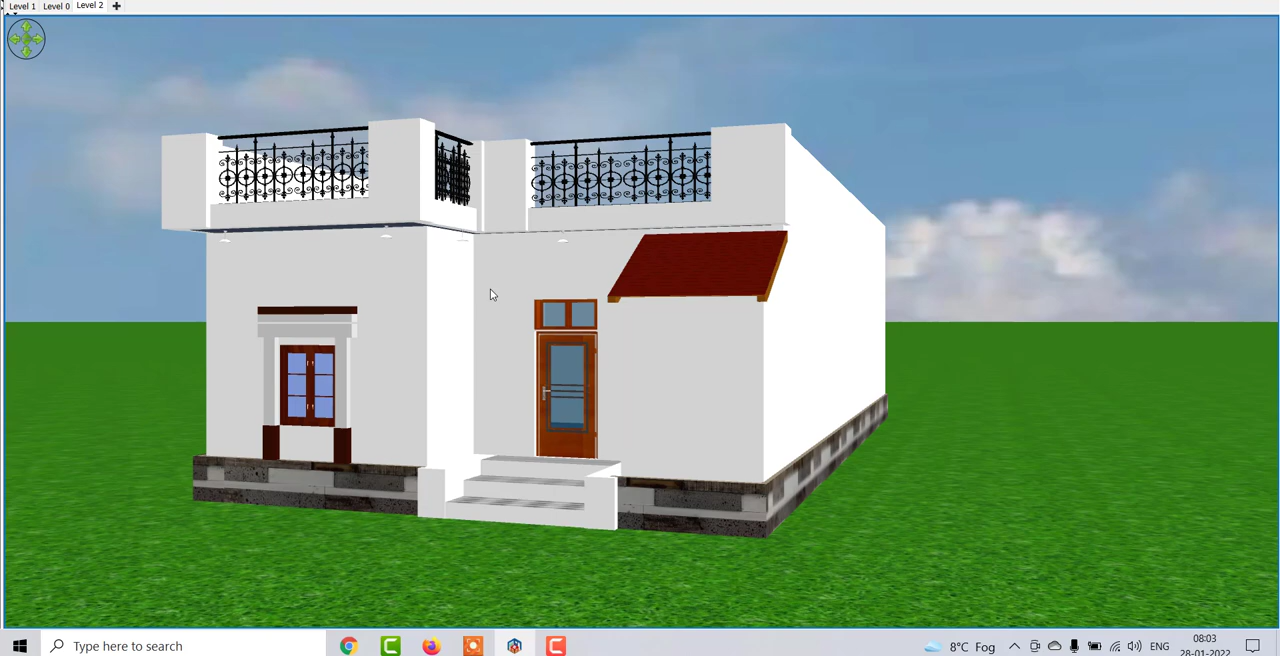 Level 1 Level 0 Level 2
Type here to search
8°C Fog
ENG
08:03
28-01-2022